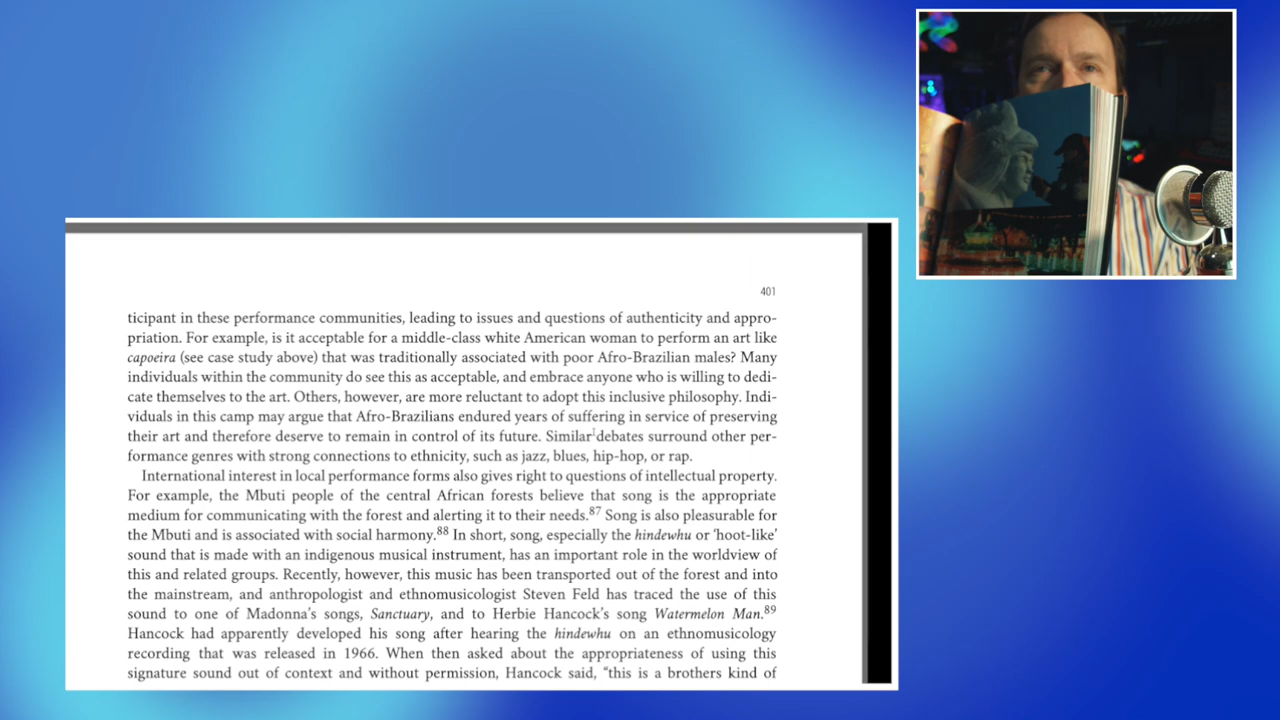 401
ticipant in these performance communities, leading to issues and questions of authenticity and appro-
priation. For example, is it acceptable for a middle-class white American woman to perform an art like
capoeira (see case study above) that was traditionally associated with poor Afro-Brazilian males? Many
individuals within the community do see this as acceptable, and embrace anyone who is willing to dedi-
cate themselves to the art. Others, however, are more reluctant to adopt this inclusive philosophy. Indi-
viduals in this camp may argue that Afro-Brazilians endured years of suffering in service of preserving
their art and therefore deserve to remain in control of its future. Similar debates surround other per-
formance genres with strong connections to ethnicity, such as jazz, blues, hip-hop, or rap.
International interest in local performance forms also gives right to questions of intellectual property.
For example, the Mbuti people of the central African forests believe that song is the appropriate
medium for communicating with the forest and alerting it to their needs.87 Song is also pleasurable for
the Mbuti and is associated with social harmony.88 In short, song, especially the hindewhu or ‘hoot-like’
sound that is made with an indigenous musical instrument, has an important role in the worldview of
this and related groups. Recently, however, this music has been transported out of the forest and into
the mainstream, and anthropologist and ethnomusicologist Steven Feld has traced the use of this
sound to one of Madonna’s songs, Sanctuary, and to Herbie Hancock’s song Watermelon Man.89
Hancock had apparently developed his song after hearing the hindewhu on an ethnomusicology
recording that was released in 1966. When then asked about the appropriateness of using this
signature sound out of context and without permission, Hancock said, “this is a brothers kind of